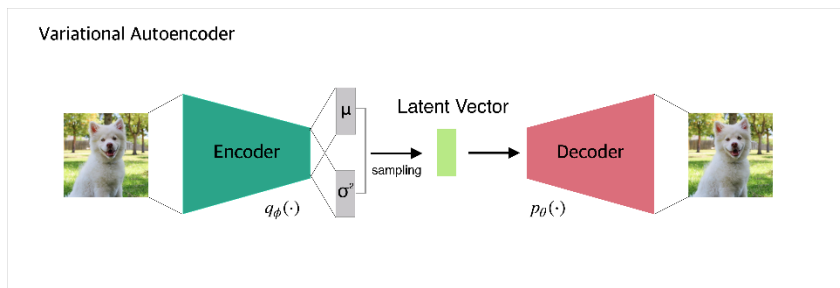 Variational Autoencoder
μ
Latent Vector
Encoder
Decoder
sampling
σ²
qϕ(·)
pθ(·)